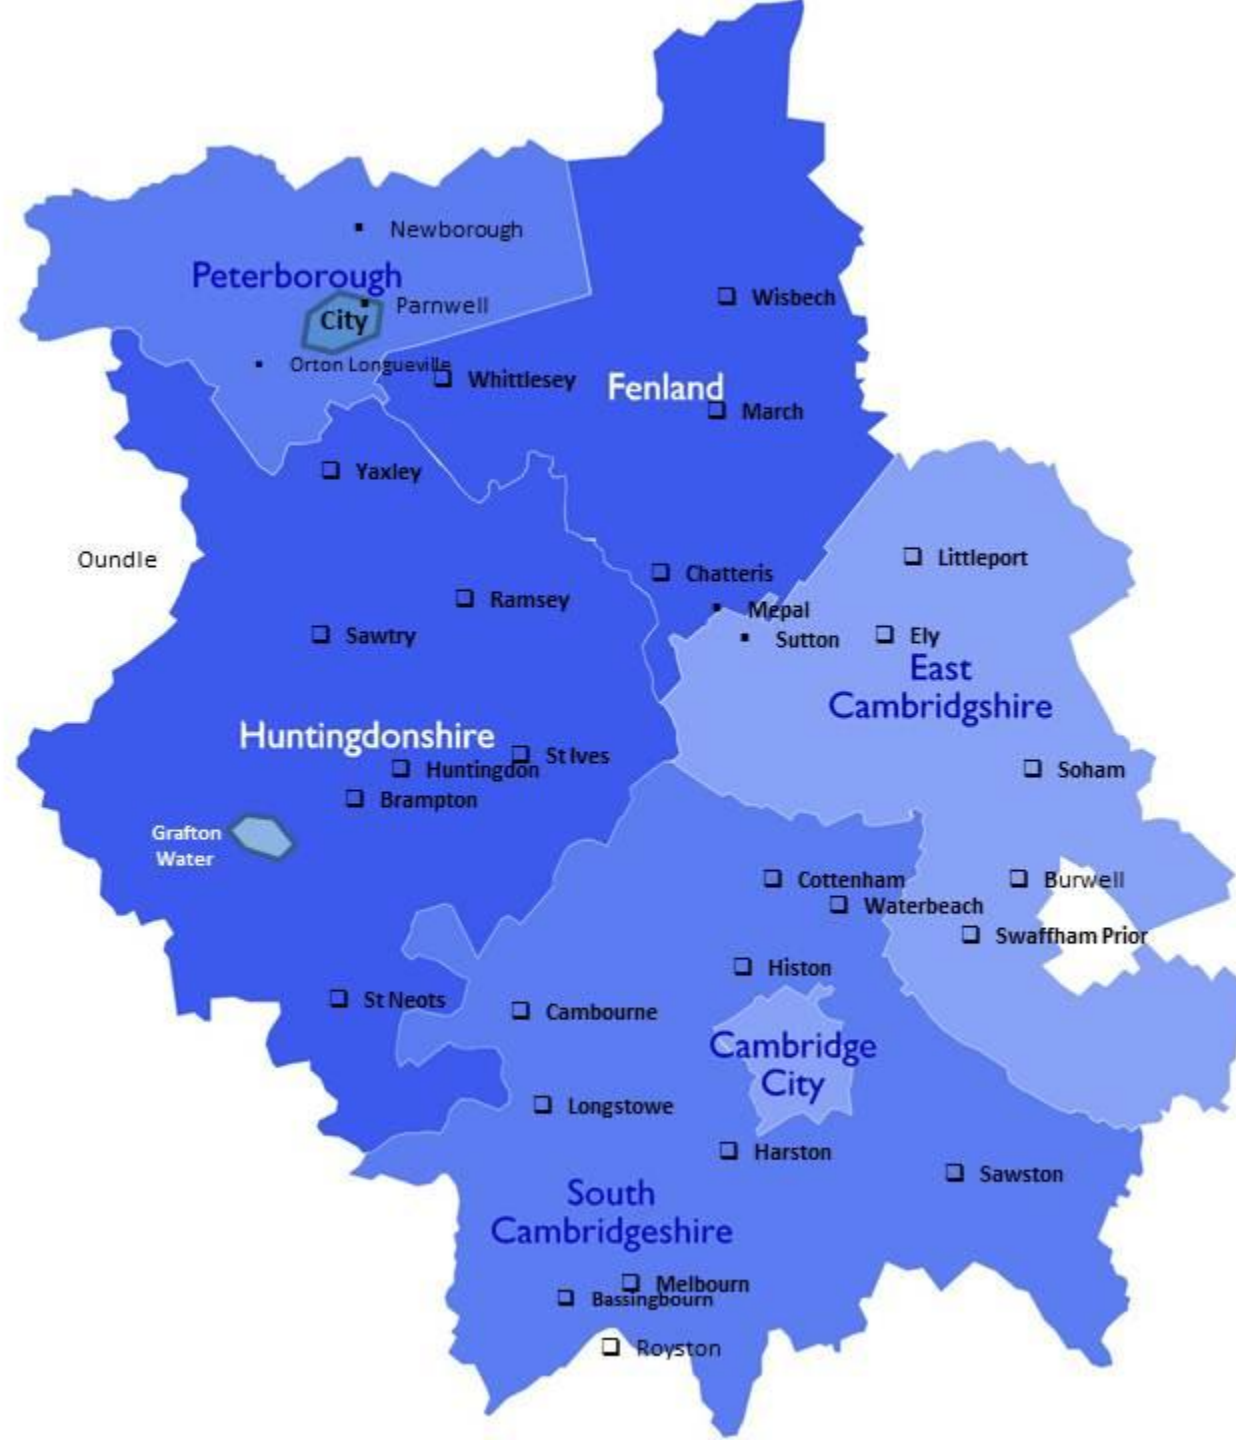 Newborough
Peterborough
Wisbech
Parnwell
City
Orton Longueville
Whittlesey
Fenland
March
Yaxley
Oundle
Littleport
Chatteris
Ramsey
Mepal
Sawtry
Sutton
Ely
East
Cambridgshire
Huntingdonshire
St Ives
Huntingdon
Soham
Brampton
Grafton
Water
Cottenham
Burwell
Waterbeach
Swaffham Prior
Histon
St Neots
Cambourne
Cambridge
City
Longstowe
Harston
Sawston
South
Cambridgeshire
Melbourn
Bassingbourn
Royston